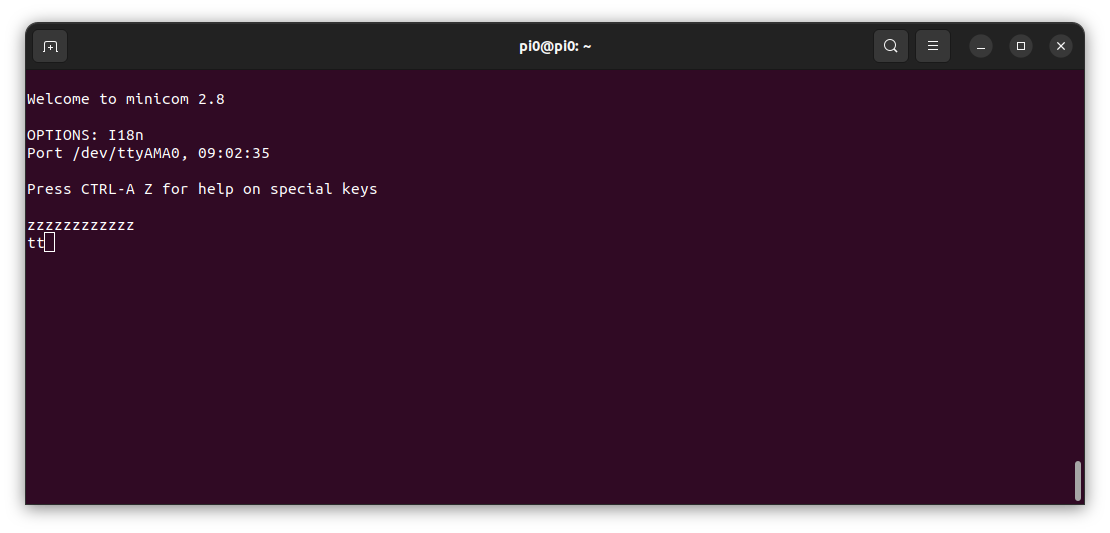 pi0@pi0: ~
Welcome to minicom 2.8
OPTIONS: I18n
Port /dev/ttyAMA0, 09:02:35
Press CTRL-A Z for help on special keys
zzzzzzzzzzzz
tt